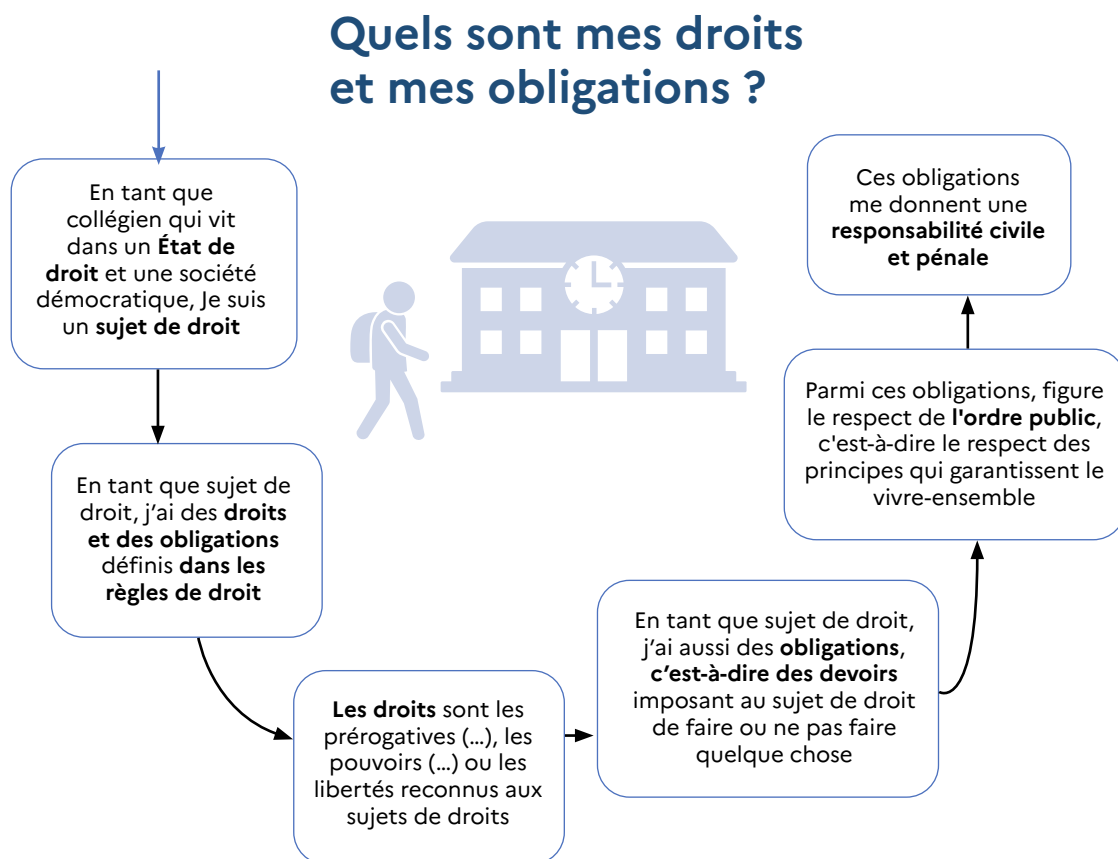 Quels sont mes droits
et mes obligations ?
En tant que
collégien qui vit
dans un État de
droit et une société
démocratique, Je suis
un sujet de droit
En tant que sujet de
droit, j’ai des droits
et des obligations
définis dans les
règles de droit
Les droits sont les
prérogatives (…), les
pouvoirs (…) ou les
libertés reconnus aux
sujets de droits
En tant que sujet de droit,
j’ai aussi des obligations,
c’est-à-dire des devoirs
imposant au sujet de droit
de faire ou ne pas faire
quelque chose
Parmi ces obligations, figure
le respect de l'ordre public,
c'est-à-dire le respect des
principes qui garantissent le
vivre-ensemble
Ces obligations
me donnent une
responsabilité civile
et pénale